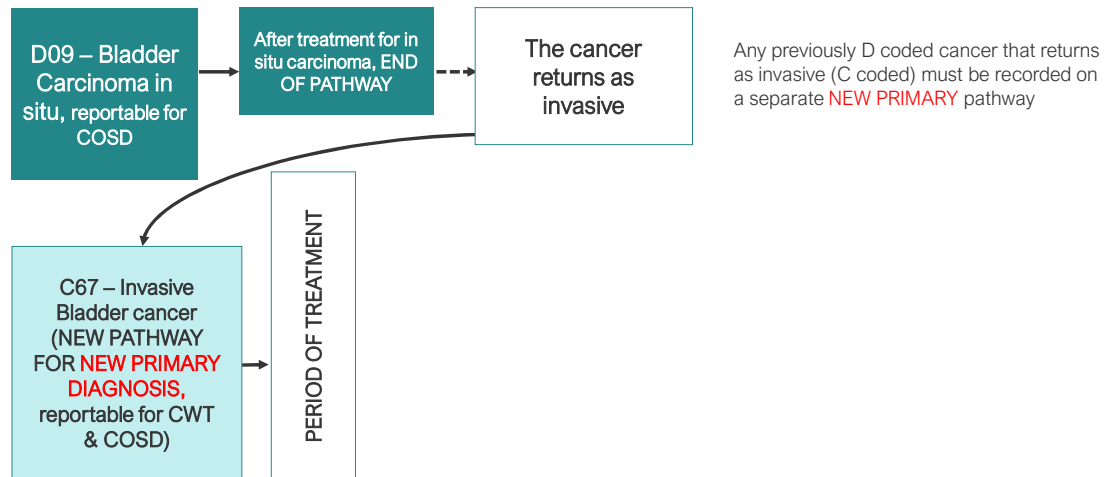 D09 – Bladder
Carcinoma in
situ, reportable for
COSD
After treatment for in
situ carcinoma, END
OF PATHWAY
The cancer
returns as
invasive
Any previously D coded cancer that returns
as invasive (C coded) must be recorded on
a separate NEW PRIMARY pathway
C67 – Invasive
Bladder cancer
(NEW PATHWAY
FOR NEW PRIMARY
DIAGNOSIS,
reportable for CWT
& COSD)
PERIOD OF TREATMENT